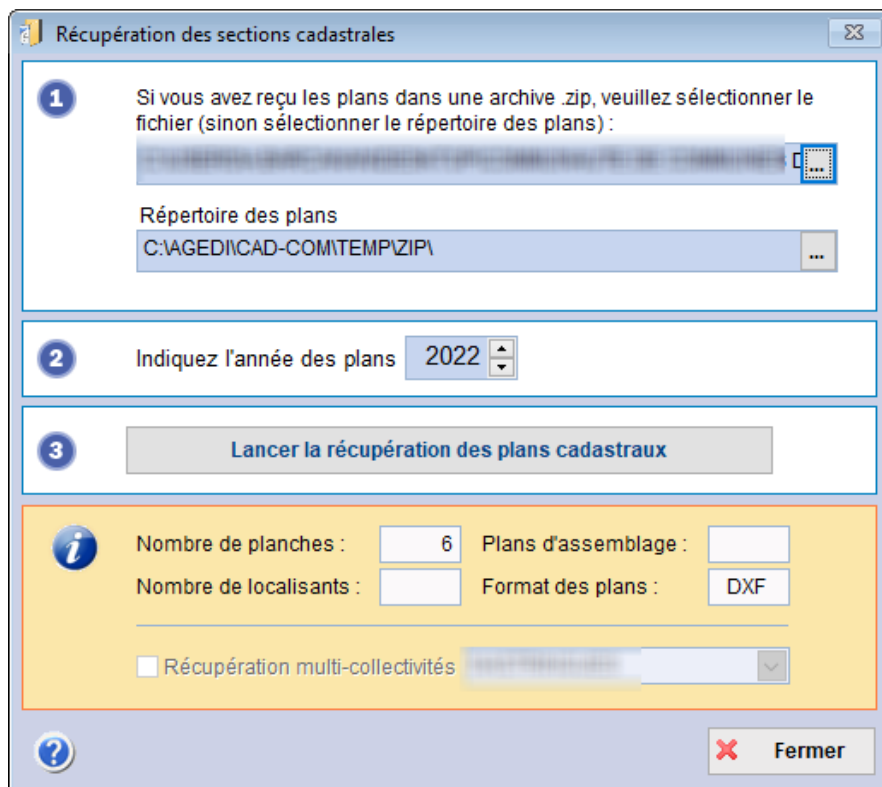 Récupération des sections cadastrales
1
Si vous avez reçu les plans dans une archive .zip, veuillez sélectionner le
fichier (sinon sélectionner le répertoire des plans) :
...
Répertoire des plans
C:\AGEDI\CAD-COM\TEMP\ZIP\ ...
2 Indiquez l'année des plans 2022
3 Lancer la récupération des plans cadastraux
i
Nombre de planches : 6 Plans d'assemblage :
Nombre de localisants : Format des plans : DXF
Récupération multi-collectivités
? Fermer